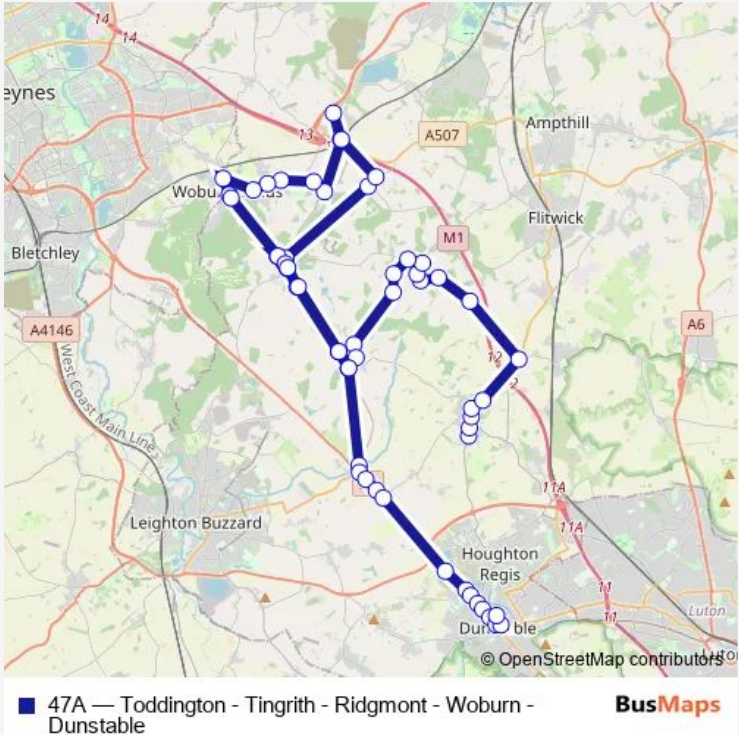 14
14
eynes
13
A507
Ampthill
Wobu
as
Flitwick
M1
Bletchley
A4146
A6
12
2
West Coast Main Line
11A
11A
Leighton Buzzard
Houghton
Regis
11
11
Luton
Dun ble
Luto
© OpenStreetMap contributors
47A — Toddington - Tingrith - Ridgmont - Woburn -
Dunstable
BusMaps